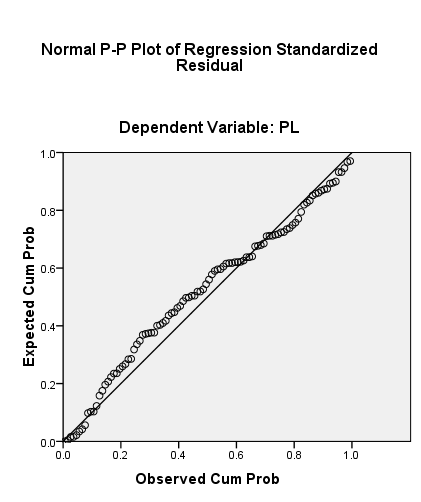 Normal P-P Plot of Regression Standardized
Residual
Dependent Variable: PL
1.0
0.8
0.6
0.4
0.2
0.0
Expected Cum Prob
0.0 0.2 0.4 0.6 0.8 1.0
Observed Cum Prob